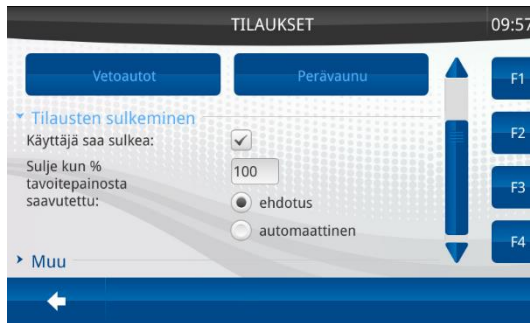 TILAUKSET
09:57
Vetoautot
Perävaunu
F1
Tilausten sulkeminen
Käyttäjä saa sulkea:
F2
Sulje kun %
tavoitepainosta
saavutettu:
100
F3
ehdotus
automaattinen
F4
Muu